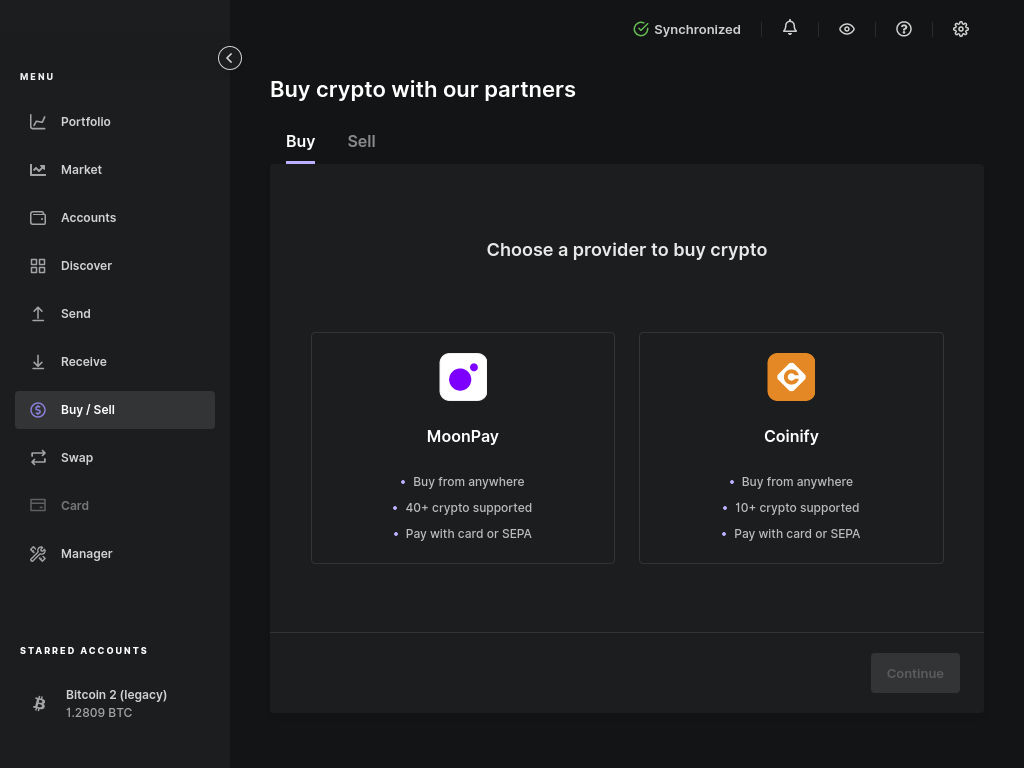 Synchronized
MENU
Portfolio
Market
Accounts
Discover
Send
Receive
Buy / Sell
Swap
Card
Manager
STARRED ACCOUNTS
Bitcoin 2 (legacy)
1.2809 BTC
Buy crypto with our partners
Buy
Sell
Choose a provider to buy crypto
MoonPay
• Buy from anywhere
• 40+ crypto supported
• Pay with card or SEPA
Coinify
• Buy from anywhere
• 10+ crypto supported
• Pay with card or SEPA
Continue